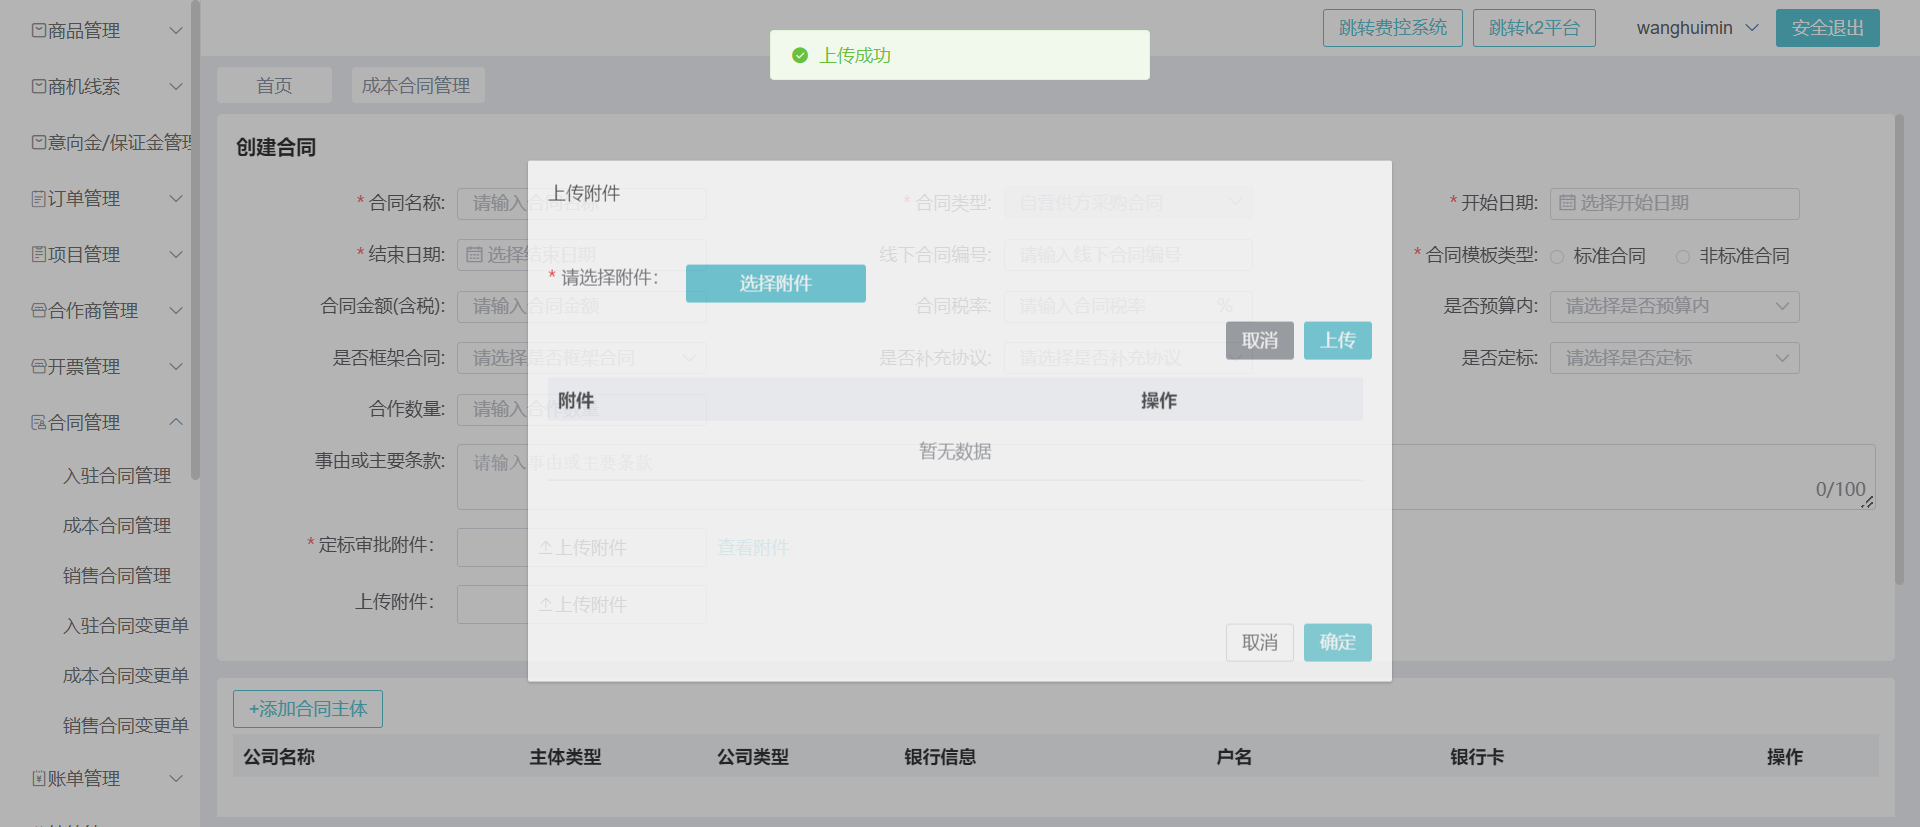 商品管理
商机线索
意向金/保证金管理
订单管理
项目管理
合作商管理
开票管理
合同管理
入驻合同管理
成本合同管理
销售合同管理
入驻合同变更单
成本合同变更单
销售合同变更单
账单管理
跳转费控系统
跳转k2平台
wanghuimin
安全退出
上传成功
首页
成本合同管理
创建合同
* 合同名称:
请输入合同名称
* 合同类型:
自营供方采购合同
* 开始日期:
选择开始日期
* 结束日期:
选择结束日期
线下合同编号:
请输入线下合同编号
* 合同模板类型:
标准合同
非标准合同
合同金额(含税):
请输入合同金额
合同税率:
请输入合同税率
%
是否预算内:
请选择是否预算内
是否框架合同:
请选择是否框架合同
是否补充协议:
请选择是否补充协议
是否定标:
请选择是否定标
合作数量:
请输入合作数量
事由或主要条款:
请输入事由或主要条款
0/100
* 定标审批附件:
上传附件
查看附件
上传附件:
上传附件
上传附件
* 请选择附件:
选择附件
取消
上传
附件
操作
暂无数据
取消
确定
+添加合同主体
公司名称
主体类型
公司类型
银行信息
户名
银行卡
操作